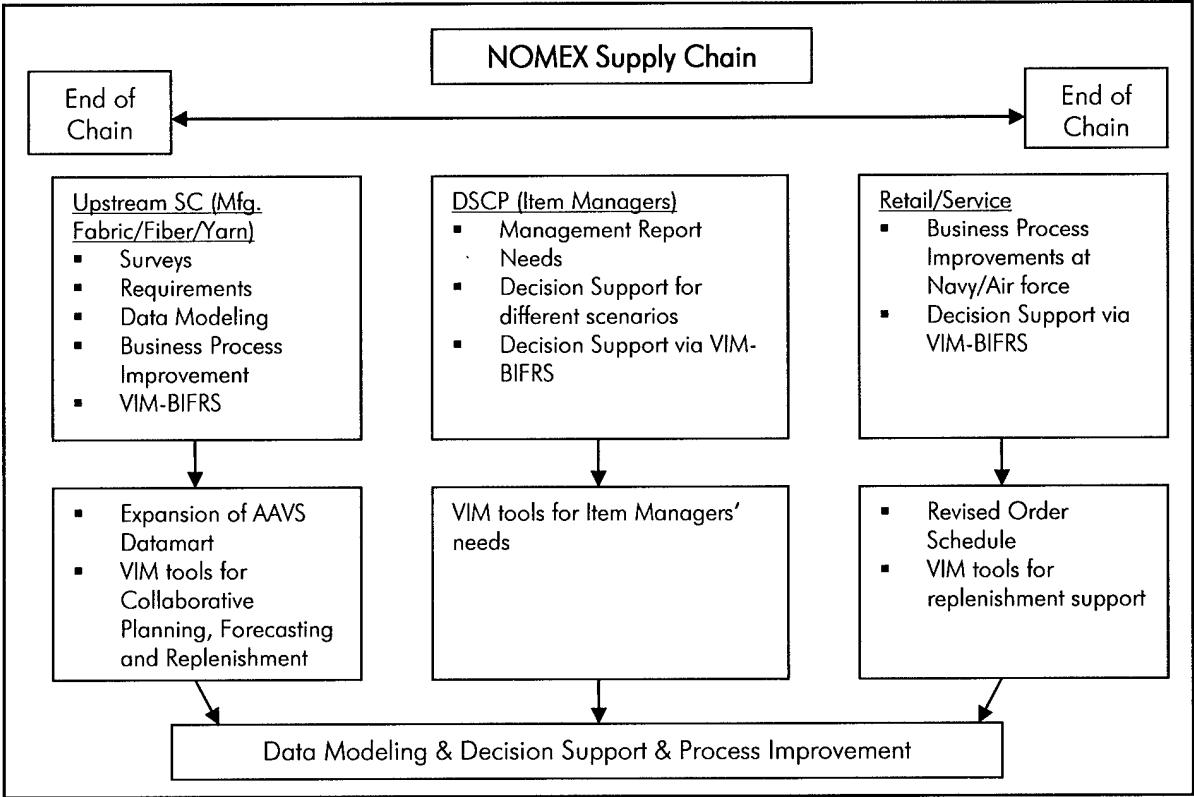 NOMEX Supply Chain
End of
Chain
End of
Chain
Upstream SC (Mfg.
Fabric/Fiber/Yarn)
▪ Surveys
▪ Requirements
▪ Data Modeling
▪ Business Process
Improvement
▪ VIM-BIFRS
DSCP (Item Managers)
▪ Management Report
Needs
▪ Decision Support for
different scenarios
▪ Decision Support via VIM-
BIFRS
Retail/Service
▪ Business Process
Improvements at
Navy/Air force
▪ Decision Support via
VIM-BIFRS
▪ Expansion of AAVS
Datamart
▪ VIM tools for
Collaborative
Planning, Forecasting
and Replenishment
VIM tools for Item Managers'
needs
▪ Revised Order
Schedule
▪ VIM tools for
replenishment support
Data Modeling & Decision Support & Process Improvement